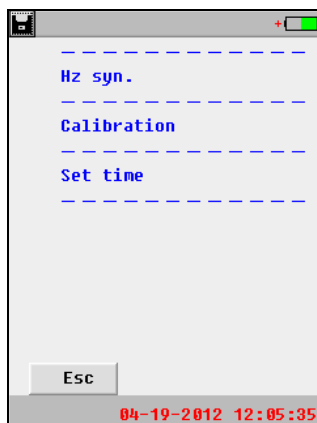 Hz syn.
Calibration
Set time
Esc
04-19-2012 12:05:35